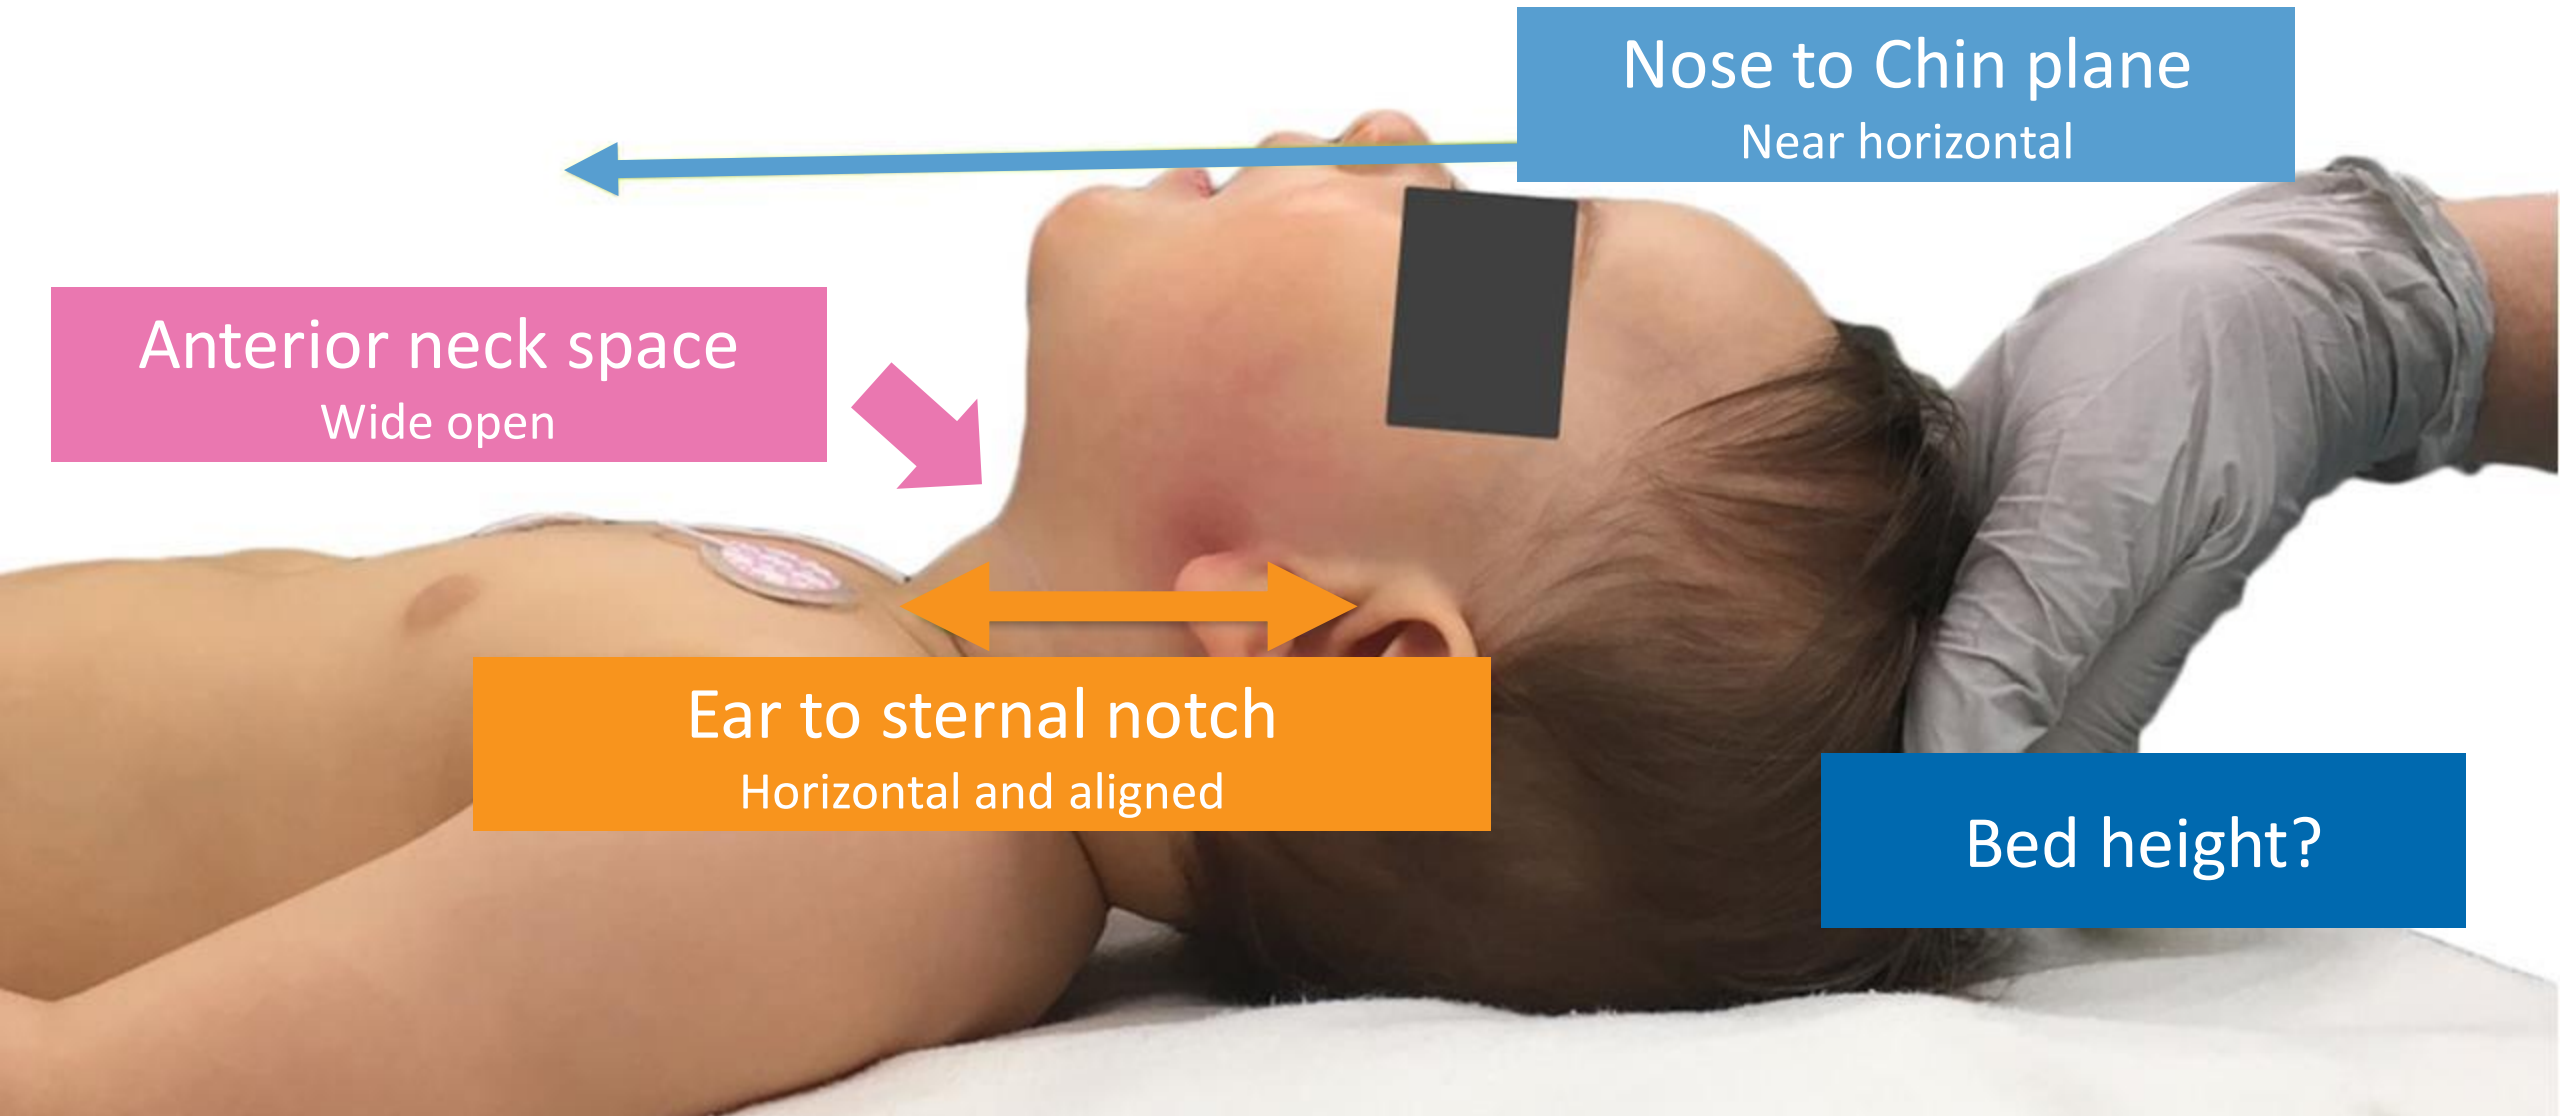 Nose to Chin plane
Near horizontal
Anterior neck space
Wide open
Ear to sternal notch
Horizontal and aligned
Bed height?